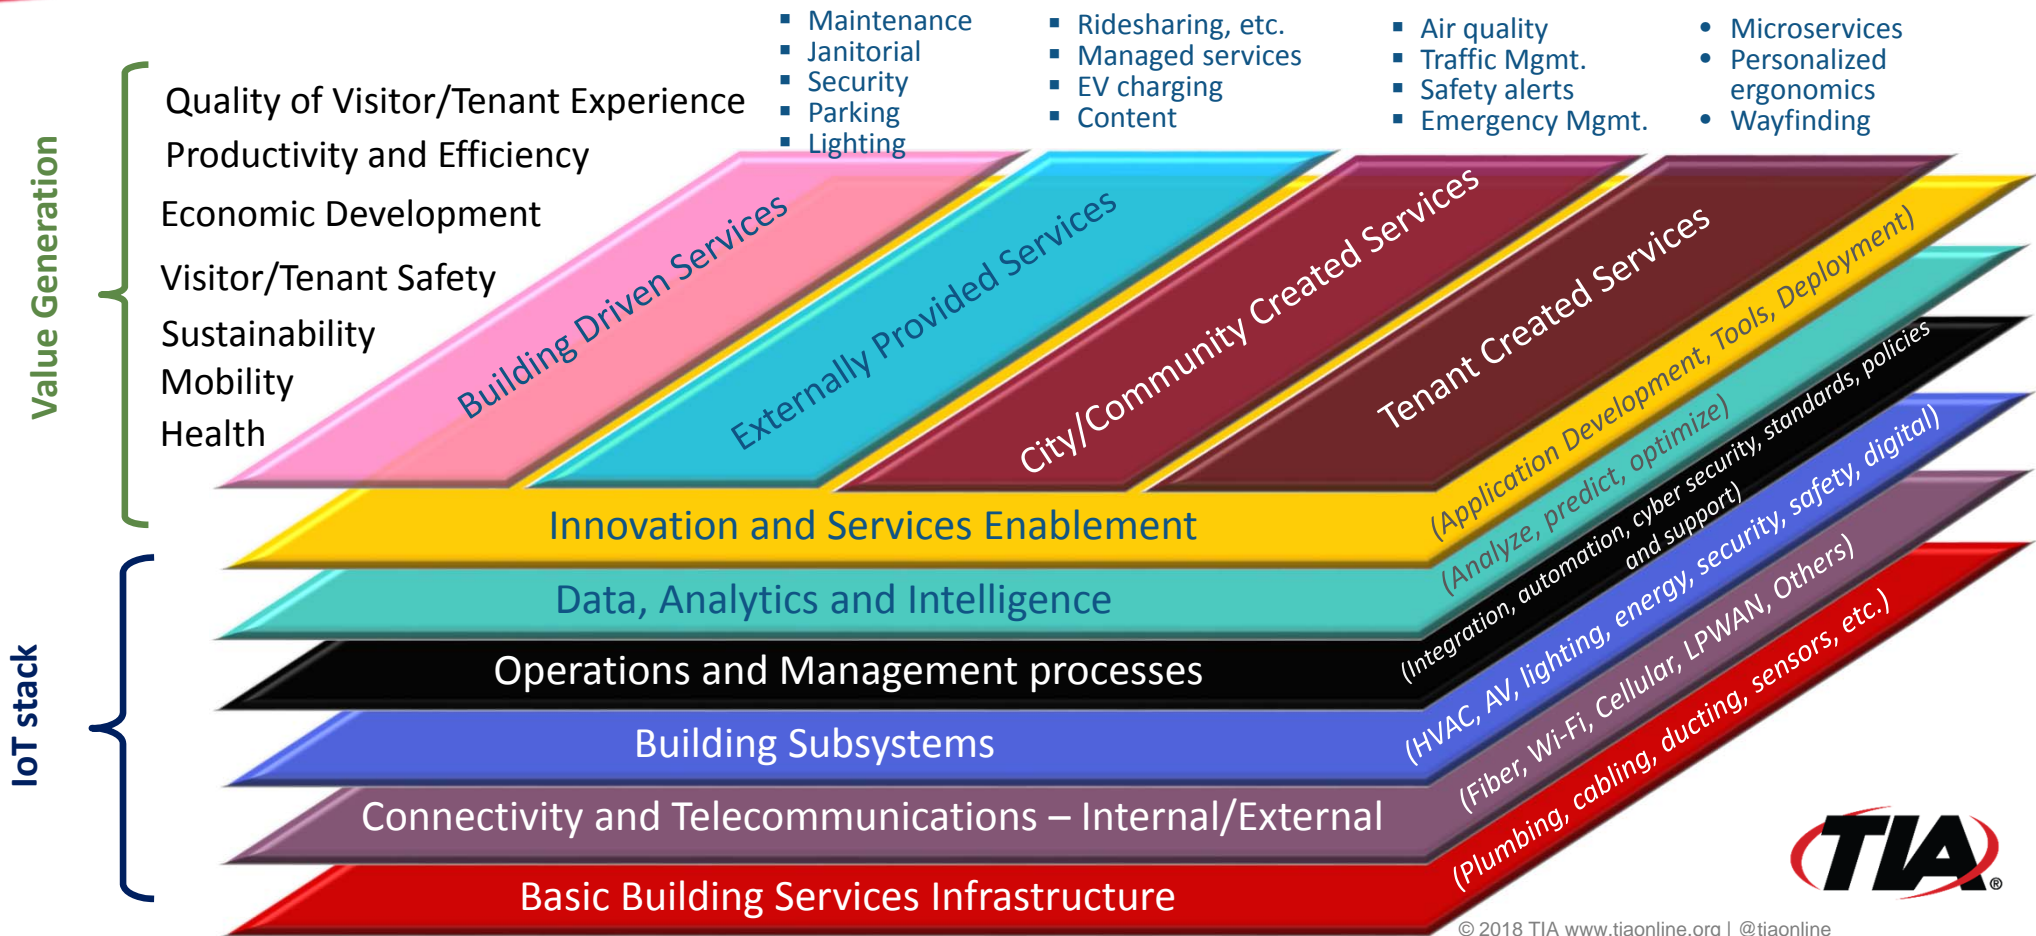 Maintenance
Janitorial
Security
Parking
Lighting
Ridesharing, etc.
Managed services
EV charging
Content
Air quality
Traffic Mgmt.
Safety alerts
Emergency Mgmt.
Microservices
Personalized
ergonomics
Wayfinding
Value Generation
Quality of Visitor/Tenant Experience
Productivity and Efficiency
Economic Development
Visitor/Tenant Safety
Sustainability
Mobility
Health
Building Driven Services
Externally Provided Services
City/Community Created Services
Tenant Created Services
Innovation and Services Enablement
(Application Development, Tools, Deployment)
IoT stack
Data, Analytics and Intelligence
(Analyze, predict, optimize)
Operations and Management processes
(Integration, automation, cyber security, standards, policies
and support)
Building Subsystems
(HVAC, AV, lighting, energy, security, safety, digital)
Connectivity and Telecommunications – Internal/External
(Fiber, Wi-Fi, Cellular, LPWAN, Others)
Basic Building Services Infrastructure
(Plumbing, cabling, ducting, sensors, etc.)
TIA®
© 2018 TIA www.tiaonline.org | @tiaonline